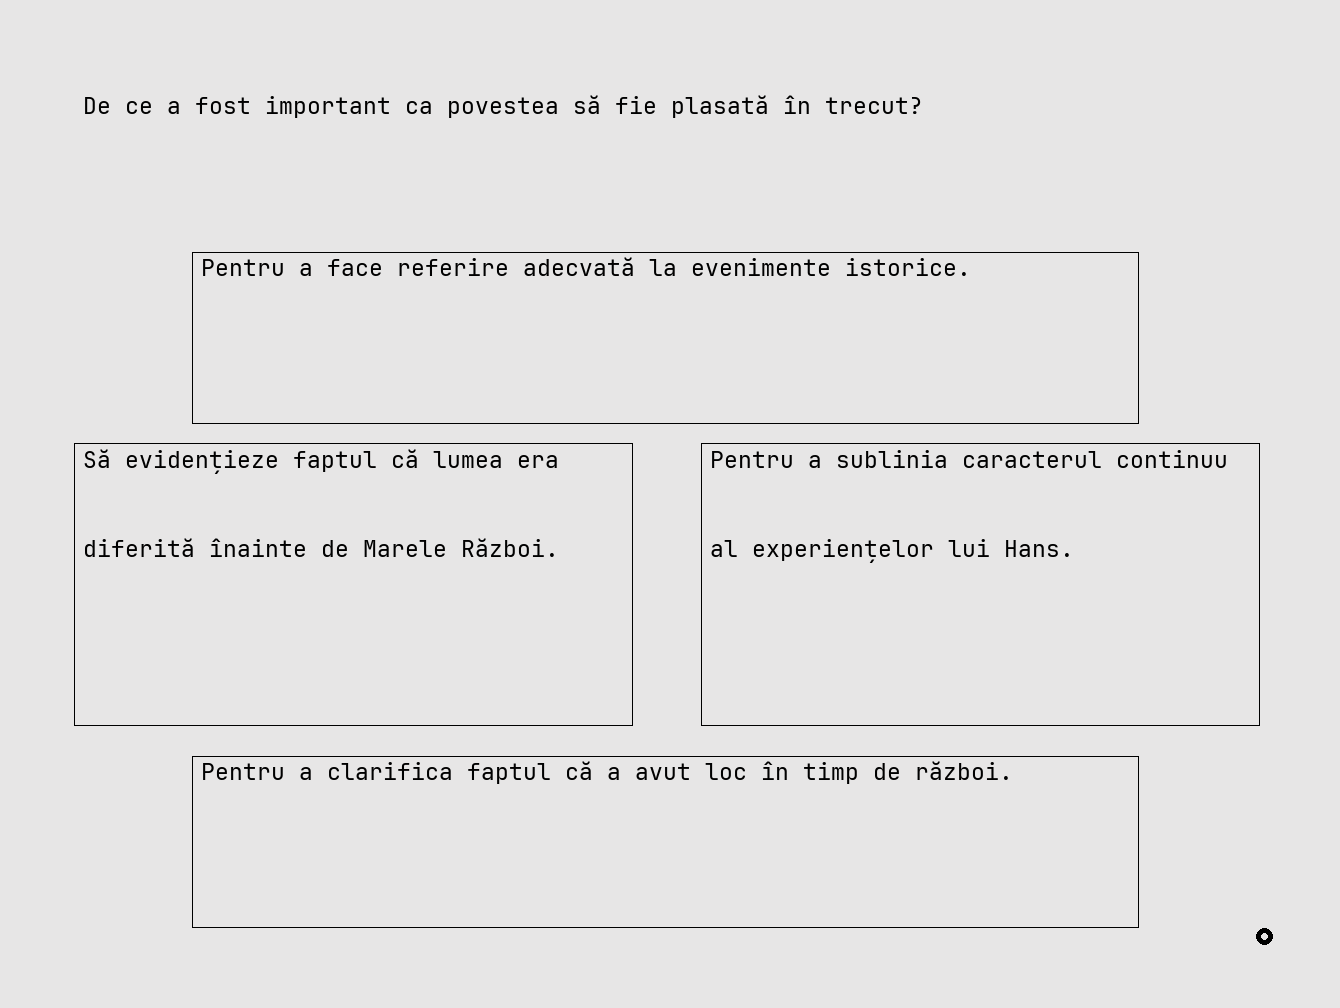 De ce a fost important ca povestea să fie plasată în trecut?
Pentru a face referire adecvată la evenimente istorice.
Să evidențieze faptul că lumea era
diferită înainte de Marele Război.
Pentru a sublinia caracterul continuu
al experiențelor lui Hans.
Pentru a clarifica faptul că a avut loc în timp de război.